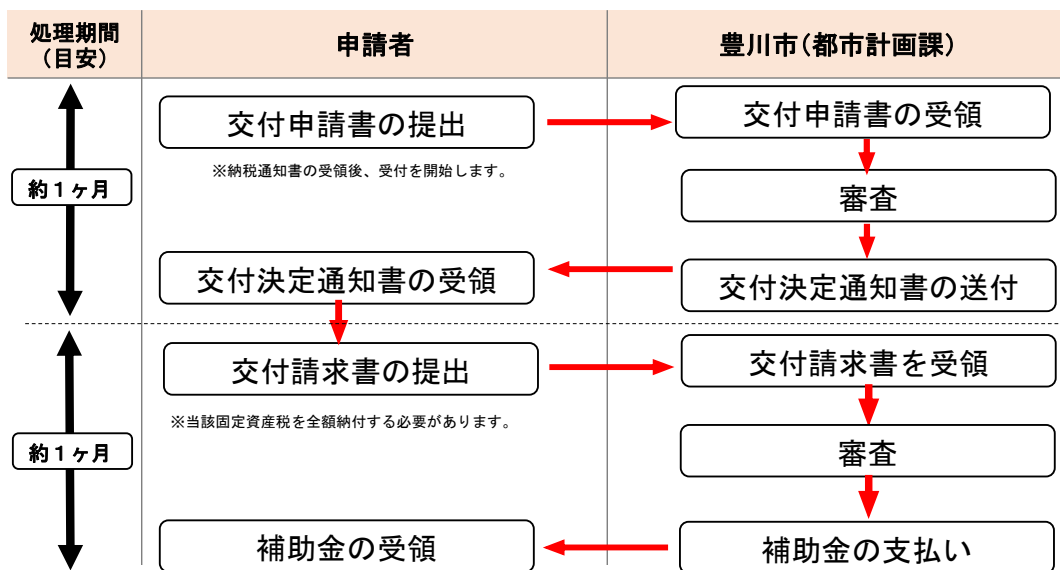 処理期間
（目安）
申請者
豊川市（都市計画課）
交付申請書の提出
交付申請書の受領
※納税通知書の受領後、受付を開始します。
約１ヶ月
審査
交付決定通知書の受領
交付決定通知書の送付
交付請求書の提出
交付請求書を受領
※当該固定資産税を全額納付する必要があります。
約１ヶ月
審査
補助金の受領
補助金の支払い